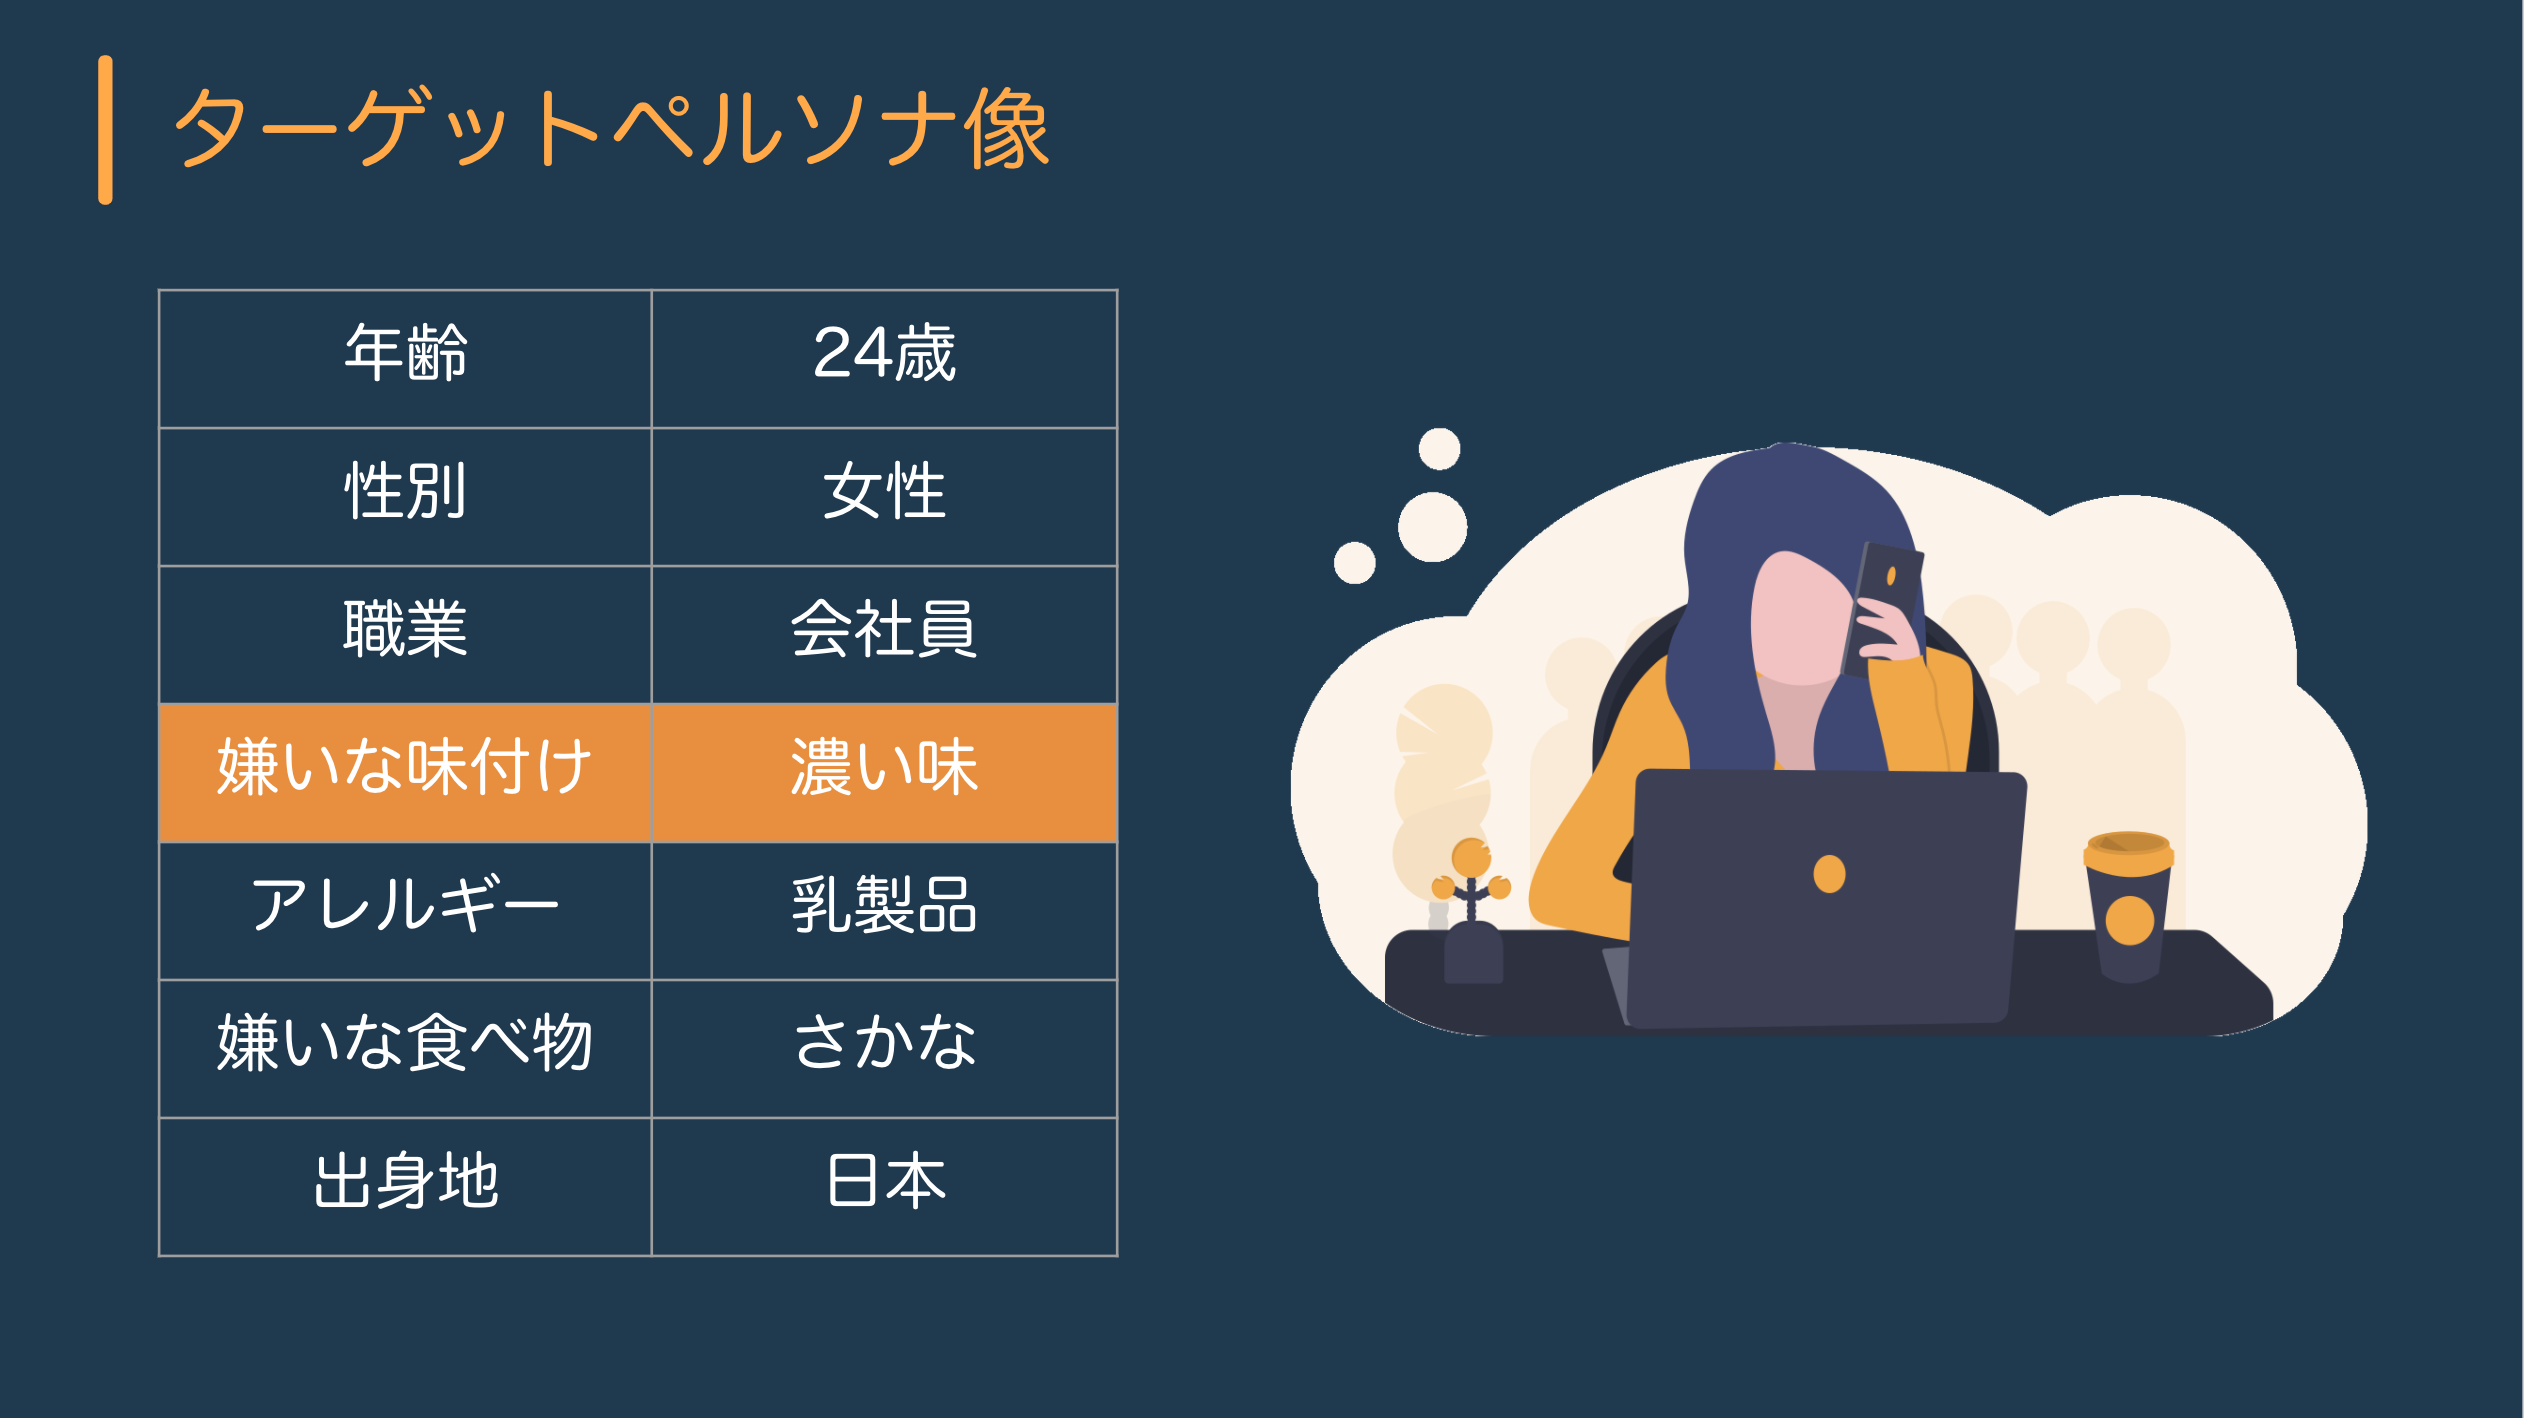 ターゲットペルソナ像
年齢 24歳
性別 女性
職業 会社員
嫌いな味付け 濃い味
アレルギー 乳製品
嫌いな食べ物 さかな
出身地 日本